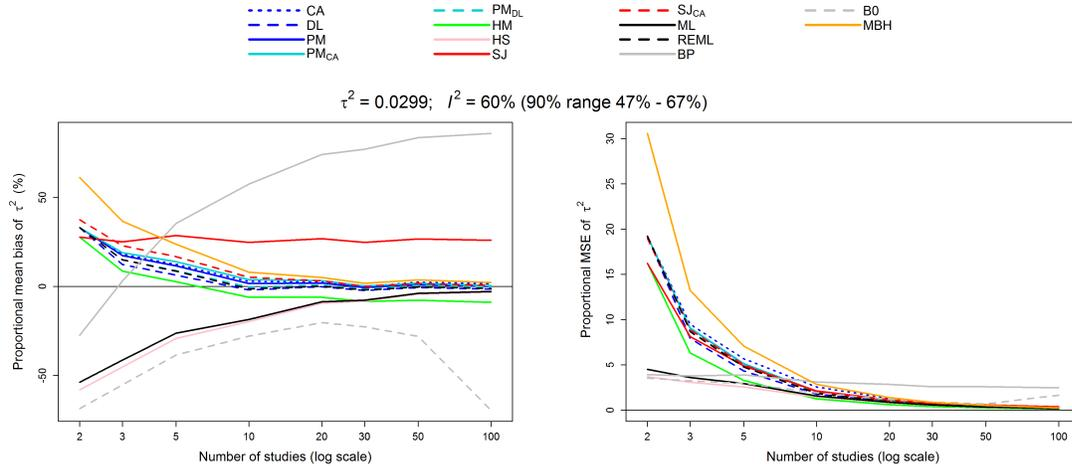 CA PM_DL SJ_CA B0
DL HM ML MBH
PM HS REML
PM_CA SJ BP
τ² = 0.0299; I² = 60% (90% range 47% - 67%)
Proportional mean bias of τ² (%)
50
0
-50
2 3 5 10 20 30 50 100
Number of studies (log scale)
Proportional MSE of τ²
30
25
20
15
10
5
0
2 3 5 10 20 30 50 100
Number of studies (log scale)